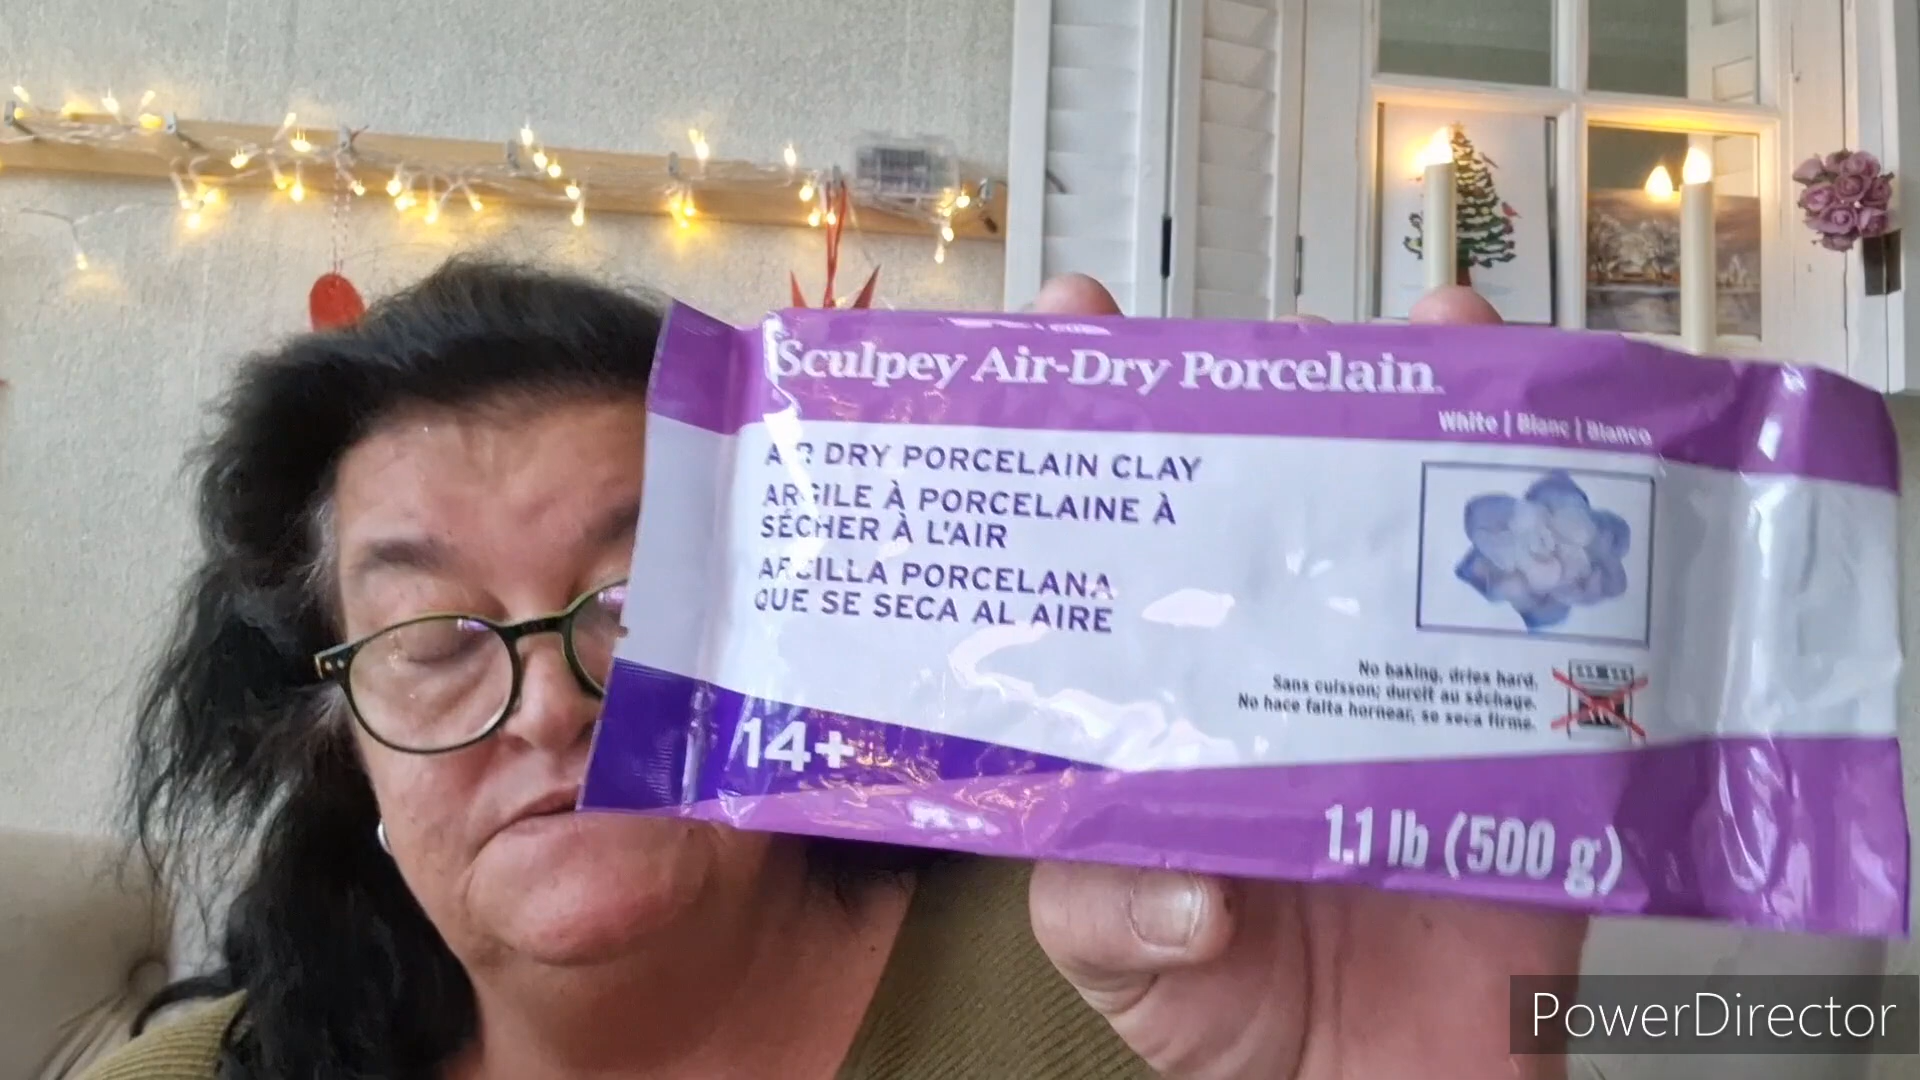 Sculpey Air-Dry Porcelain
White | Blanc | Blanco
AIR DRY PORCELAIN CLAY
ARGILE À PORCELAINE À
SÉCHER À L'AIR
ARCILLA PORCELANA
QUE SE SECA AL AIRE
No baking, dries hard.
Sans cuisson; durcit au séchage.
No hace falta hornear, se seca firme.
14+
1.1 lb (500 g)
PowerDirector